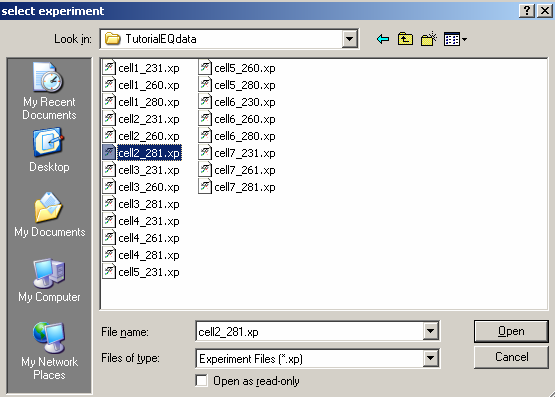 select experiment
Look in: TutorialEQdata
My Recent
Documents
Desktop
My Documents
My Computer
My Network
Places
cell1_231.xp
cell1_260.xp
cell1_280.xp
cell2_231.xp
cell2_260.xp
cell2_281.xp
cell3_231.xp
cell3_260.xp
cell3_281.xp
cell4_231.xp
cell4_261.xp
cell4_281.xp
cell5_231.xp
cell5_260.xp
cell5_280.xp
cell6_230.xp
cell6_260.xp
cell6_280.xp
cell7_231.xp
cell7_261.xp
cell7_281.xp
File name: cell2_281.xp Open
Files of type: Experiment Files (*.xp) Cancel
Open as read-only